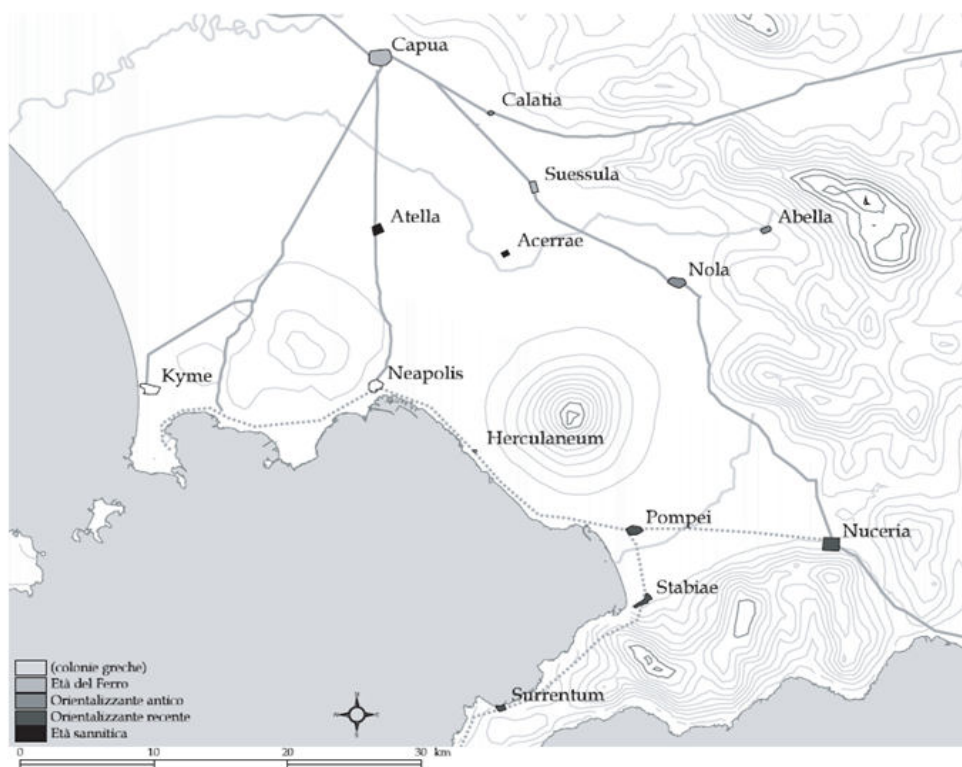 Capua
Calatia
Suessula
Abella
Atella
Acerrae
Nola
Kyme
Neapolis
Herculaneum
Pompei
Nuceria
Stabiae
Surrentum
(colonie greche)
Età del Ferro
Orientalizzante antico
Orientalizzante recente
Età sannitica
0 10 20 30 km